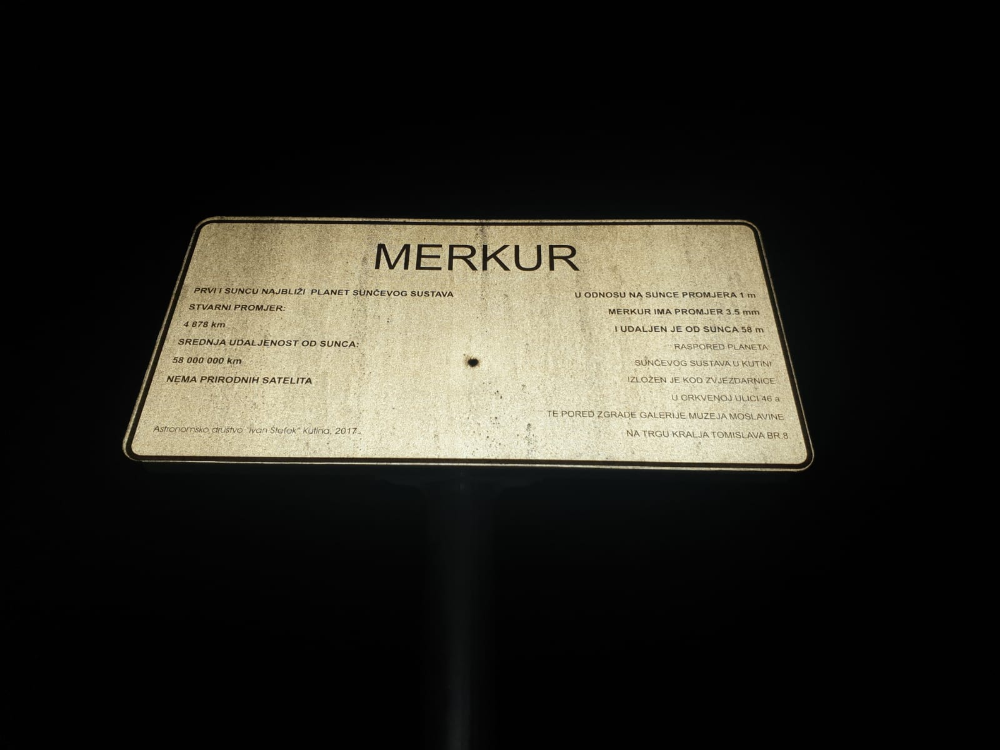 MERKUR
PRVI I SUNCU NAJBLIŽI PLANET SUNČEVOG SUSTAVA
STVARNI PROMJER:
4 878 km
SREDNJA UDALJENOST OD SUNCA:
58 000 000 km
NEMA PRIRODNIH SATELITA
Astronomsko društvo "Ivan Štefek" Kutina, 2017.
U ODNOSU NA SUNCE PROMJERA 1 m
MERKUR IMA PROMJER 3.5 mm
I UDALJEN JE OD SUNCA 58 m
RASPORED PLANETA
SUNČEVOG SUSTAVA U KUTINI
IZLOŽEN JE KOD ZVJEZDARNICE
U CRKVENOJ ULICI 46 a
TE PORED ZGRADE GALERIJE MUZEJA MOSLAVINE
NA TRGU KRALJA TOMISLAVA BR.8